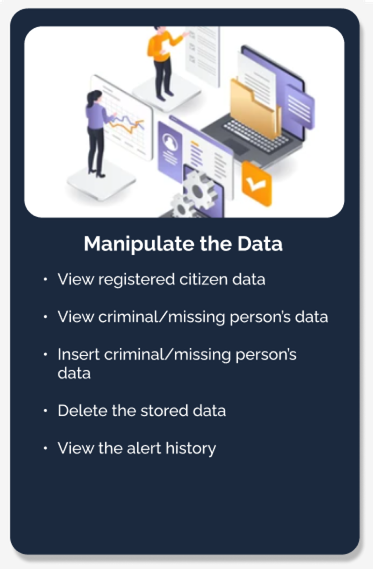 Manipulate the Data
• View registered citizen data
• View criminal/missing person's data
• Insert criminal/missing person's
data
• Delete the stored data
• View the alert history